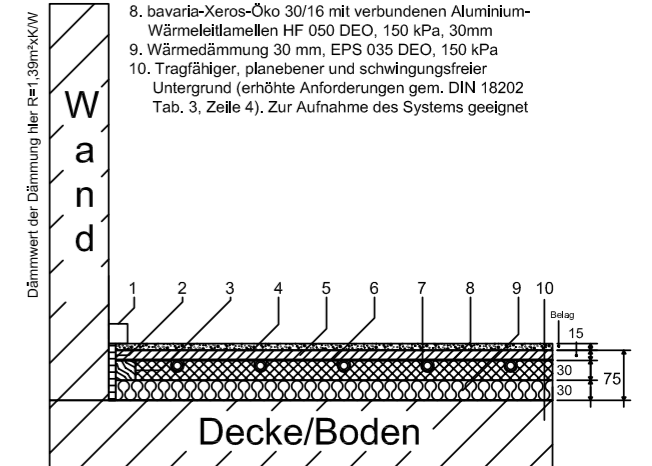 8. bavaria-Xeros-Öko 30/16 mit verbundenen Aluminium-
Wärmeleitlamellen HF 050 DEO, 150 kPa, 30mm
9. Wärmedämmung 30 mm, EPS 035 DEO, 150 kPa
10. Tragfähiger, planebener und schwingungsfreier
Untergrund (erhöhte Anforderungen gem. DIN 18202
Tab. 3, Zeile 4). Zur Aufnahme des Systems geeignet
Dämmwert der Dämmung hier R=1,39m²xK/W
Wand
1 2 3 4 5 6 7 8 9 10
Belag
15
30
30
75
Decke/Boden